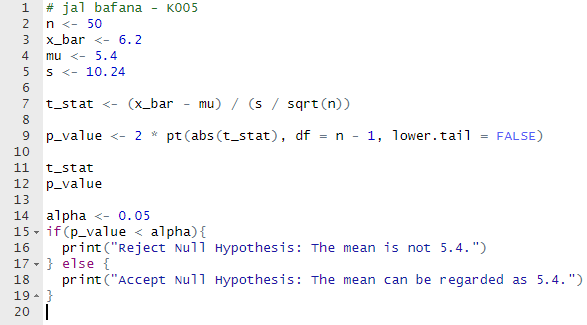 1 # jal bafana - K005
2 n <- 50
3 x_bar <- 6.2
4 mu <- 5.4
5 s <- 10.24
6
7 t_stat <- (x_bar - mu) / (s / sqrt(n))
8
9 p_value <- 2 * pt(abs(t_stat), df = n - 1, lower.tail = FALSE)
10
11 t_stat
12 p_value
13
14 alpha <- 0.05
15 if(p_value < alpha){
16   print("Reject Null Hypothesis: The mean is not 5.4.")
17 } else {
18   print("Accept Null Hypothesis: The mean can be regarded as 5.4.")
19 }
20